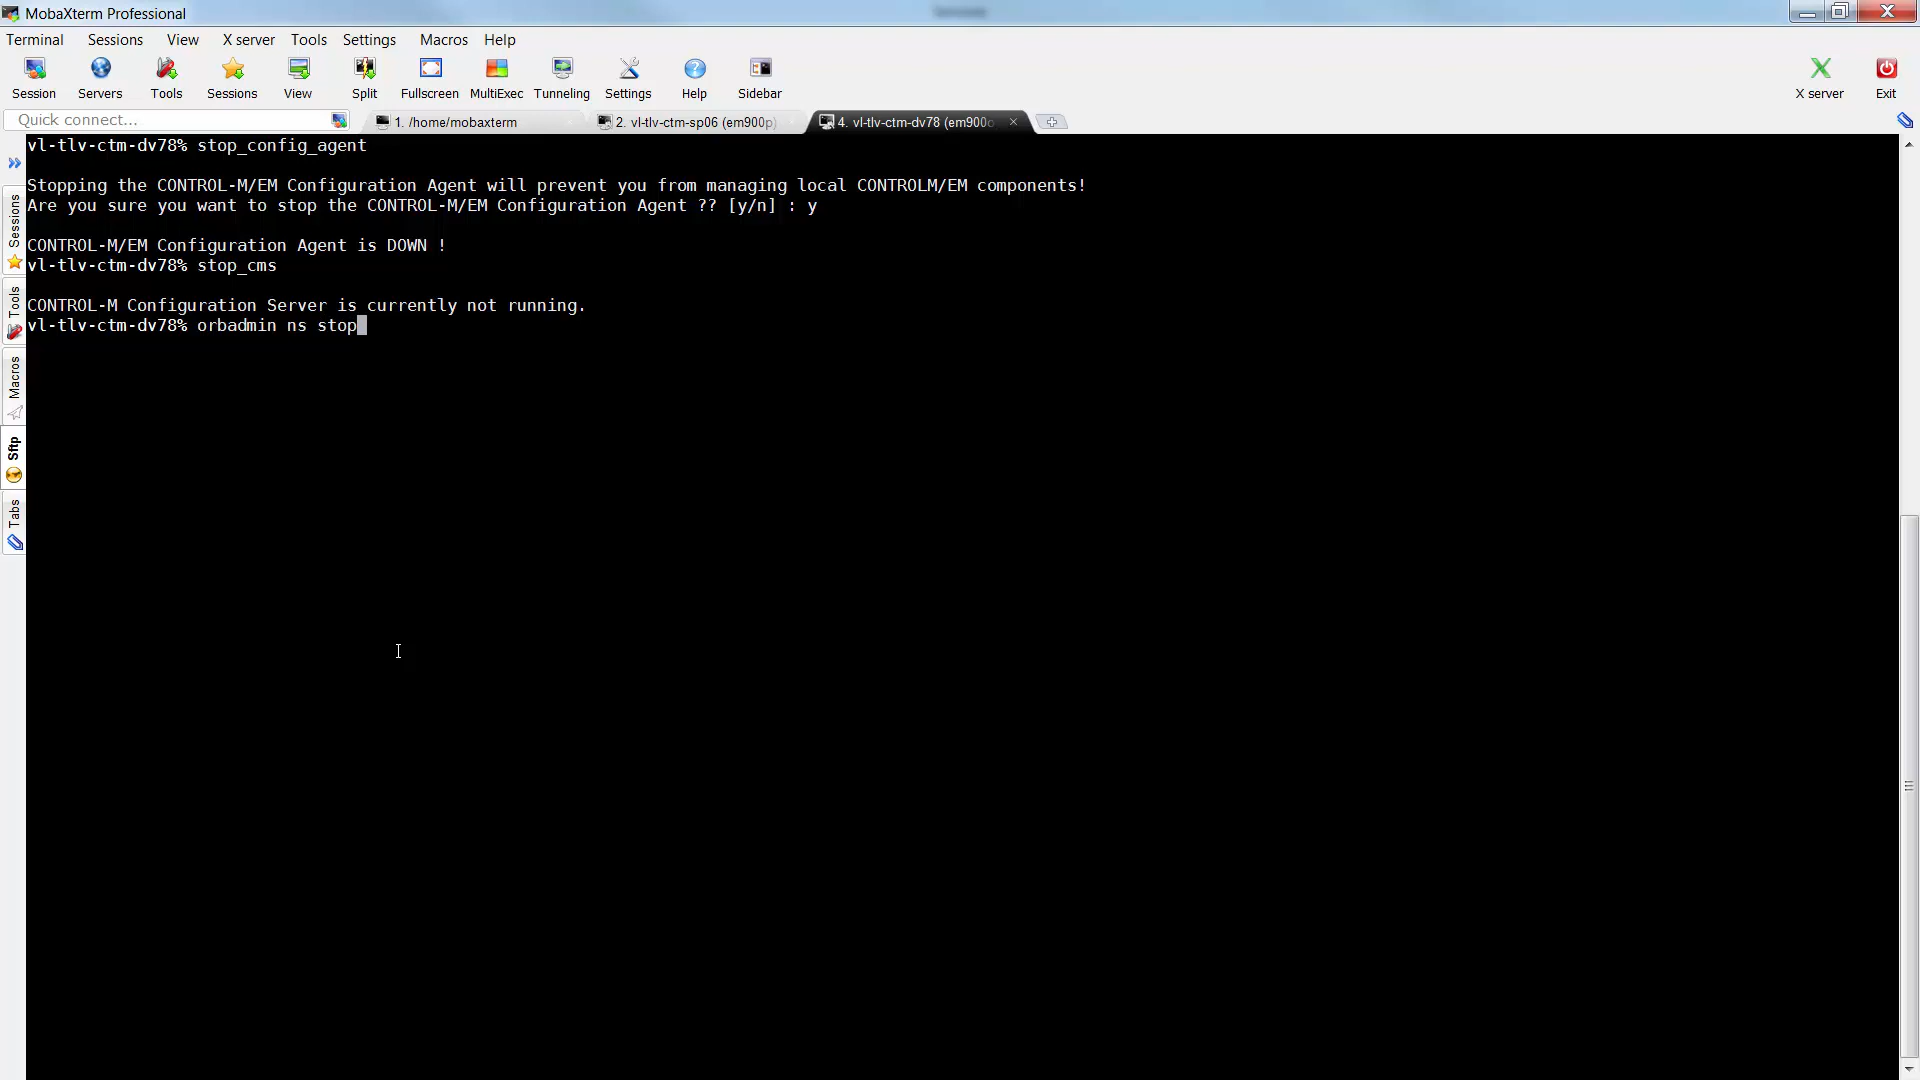 MobaXterm Professional
Terminal Sessions View X server Tools Settings Macros Help
Session Servers Tools Sessions View Split Fullscreen MultiExec Tunneling Settings Help Sidebar X server Exit
Quick connect... 1. /home/mobaxterm 2. vl-tlv-ctm-sp06 (em900p) 4. vl-tlv-ctm-dv78 (em900
vl-tlv-ctm-dv78% stop_config_agent
Stopping the CONTROL-M/EM Configuration Agent will prevent you from managing local CONTROLM/EM components!
Are you sure you want to stop the CONTROL-M/EM Configuration Agent ?? [y/n] : y
CONTROL-M/EM Configuration Agent is DOWN !
vl-tlv-ctm-dv78% stop_cms
CONTROL-M Configuration Server is currently not running.
vl-tlv-ctm-dv78% orbadmin ns stop
Sessions
Tools
Macros
Sftp
Tabs